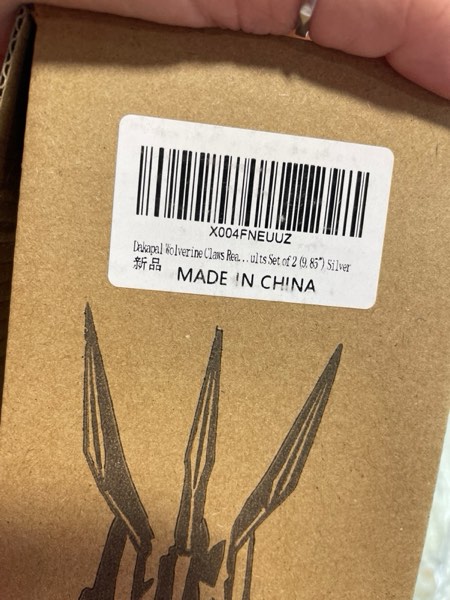 X004FNEUUZ
Dakapal Wolverine Claws Rea...ults Set of 2 (9.85") Silver
新品 MADE IN CHINA